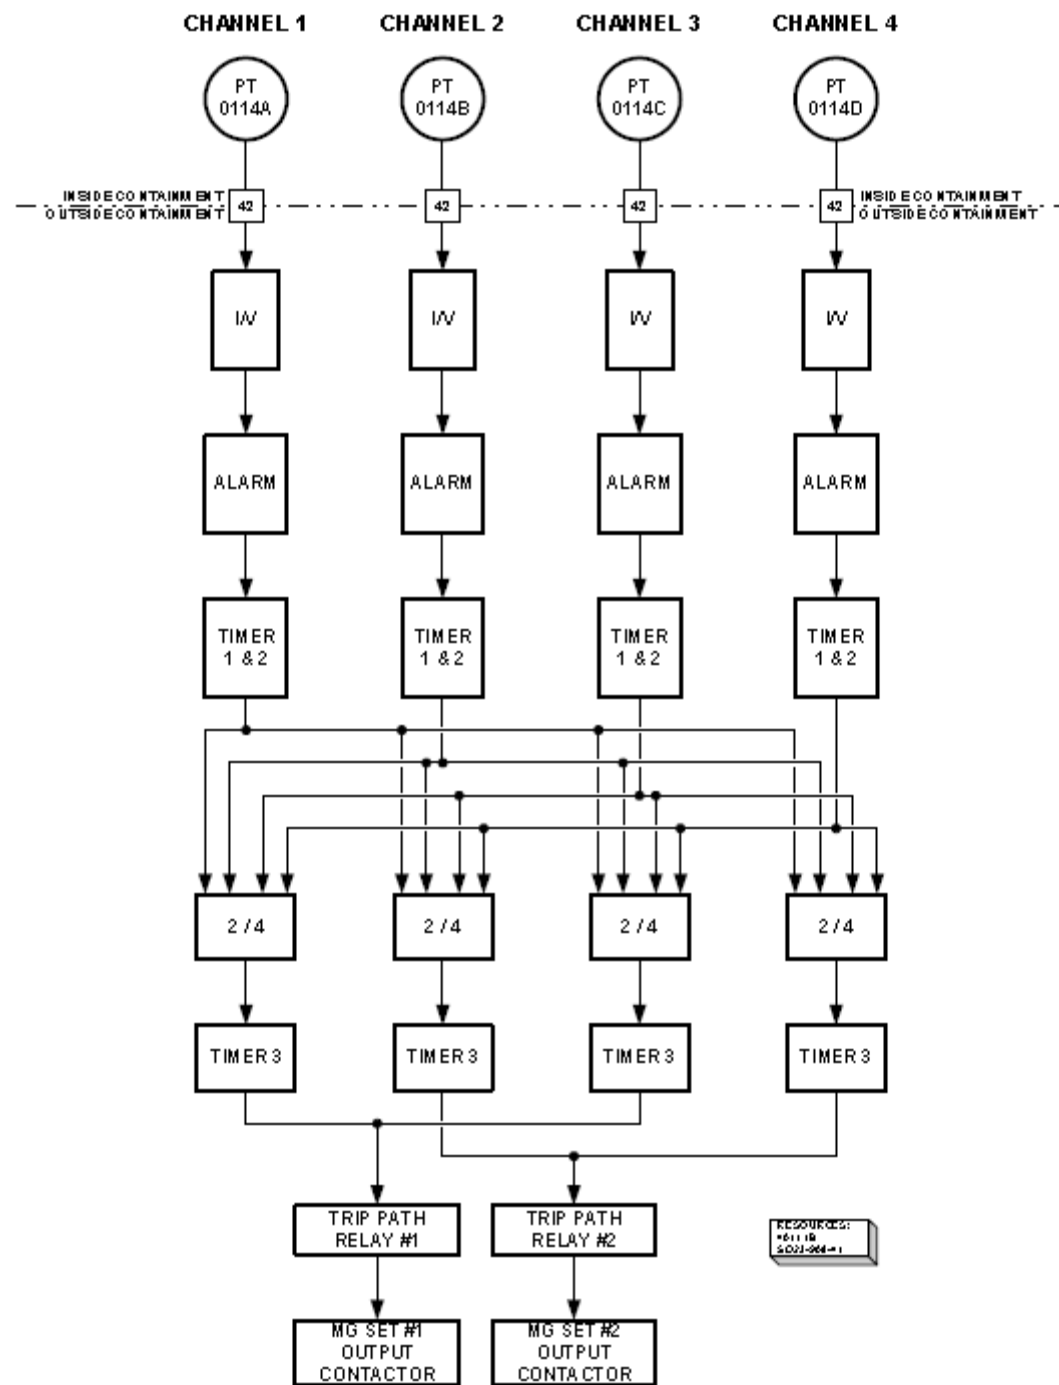 CHANNEL 1 CHANNEL 2 CHANNEL 3 CHANNEL 4
PT PT PT PT
0114A 0114B 0114C 0114D
INSIDE CONTAINMENT 42 42 42 42 INSIDE CONTAINMENT
OUTSIDE CONTAINMENT OUTSIDE CONTAINMENT
I/V I/V I/V I/V
ALARM ALARM ALARM ALARM
TIMER TIMER TIMER TIMER
1 & 2 1 & 2 1 & 2 1 & 2
2 / 4 2 / 4 2 / 4 2 / 4
TIMER 3 TIMER 3 TIMER 3 TIMER 3
TRIP PATH TRIP PATH
RELAY #1 RELAY #2
RESOURCES:
MG SET #1 MG SET #2
OUTPUT OUTPUT
CONTACTOR CONTACTOR